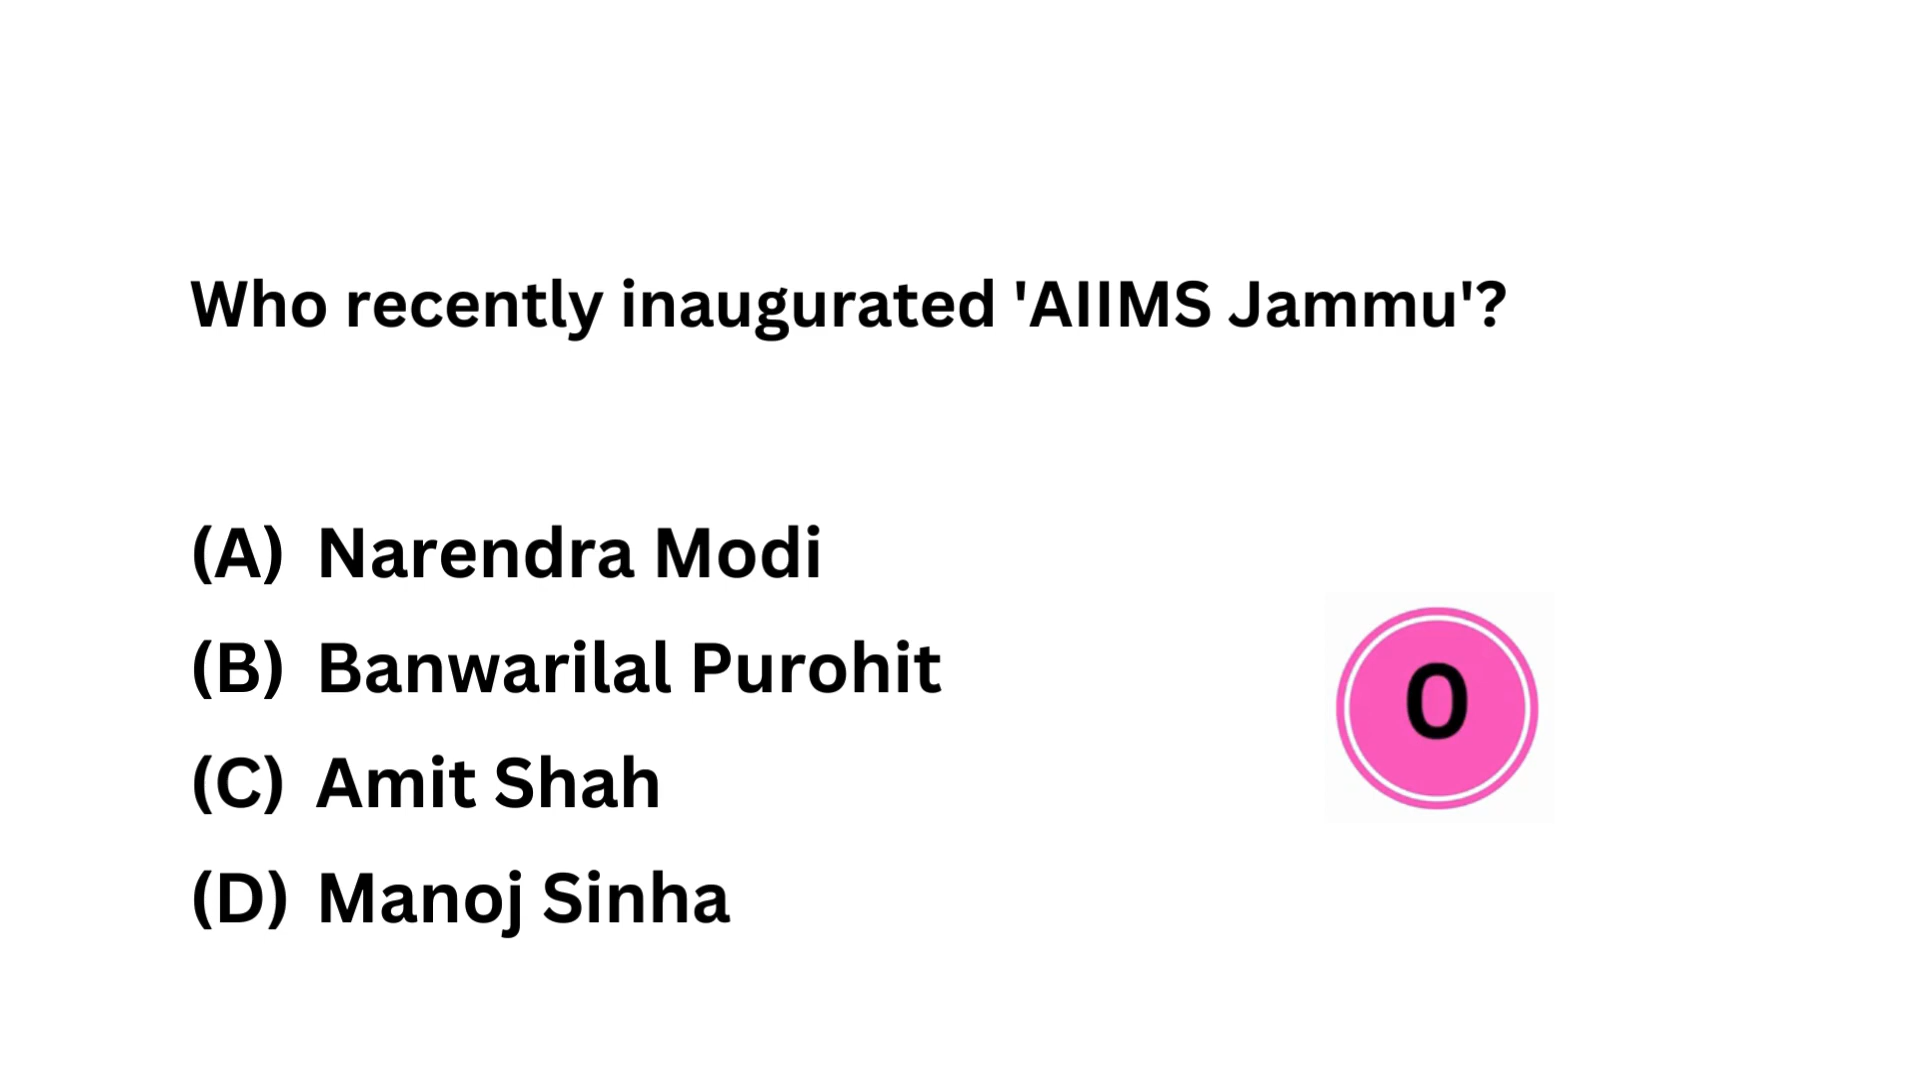 Who recently inaugurated 'AIIMS Jammu'?
(A) Narendra Modi
(B) Banwarilal Purohit
(C) Amit Shah
(D) Manoj Sinha
0